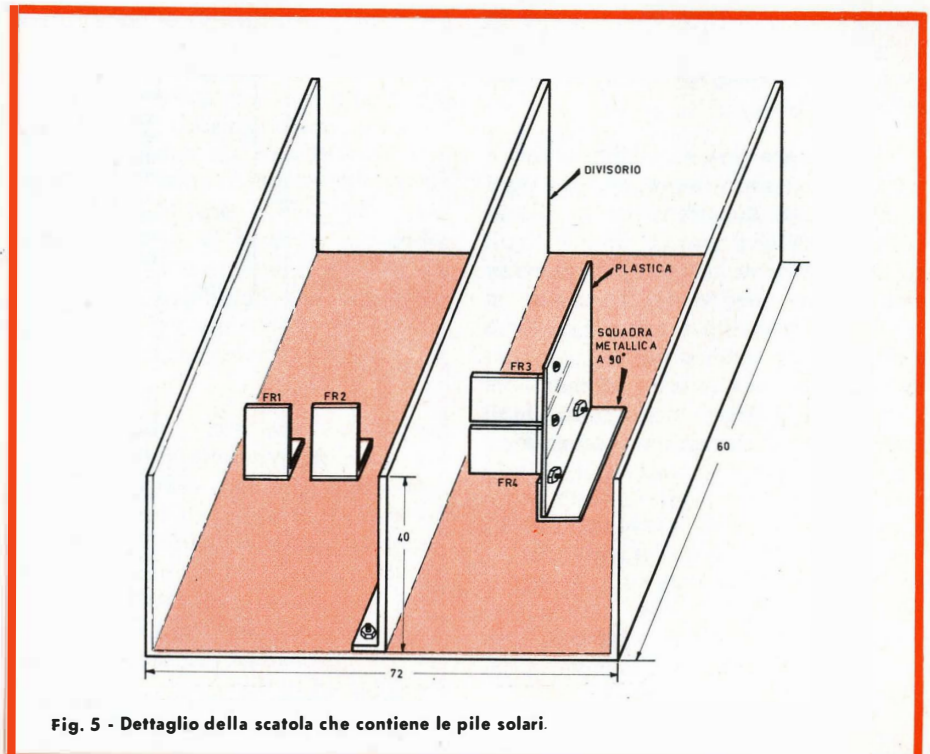 DIVISORIO
PLASTICA
SQUADRA
METALLICA
A 90°
FR1
FR2
FR3
FR4
60
40
72
Fig. 5 - Dettaglio della scatola che contiene le pile solari.